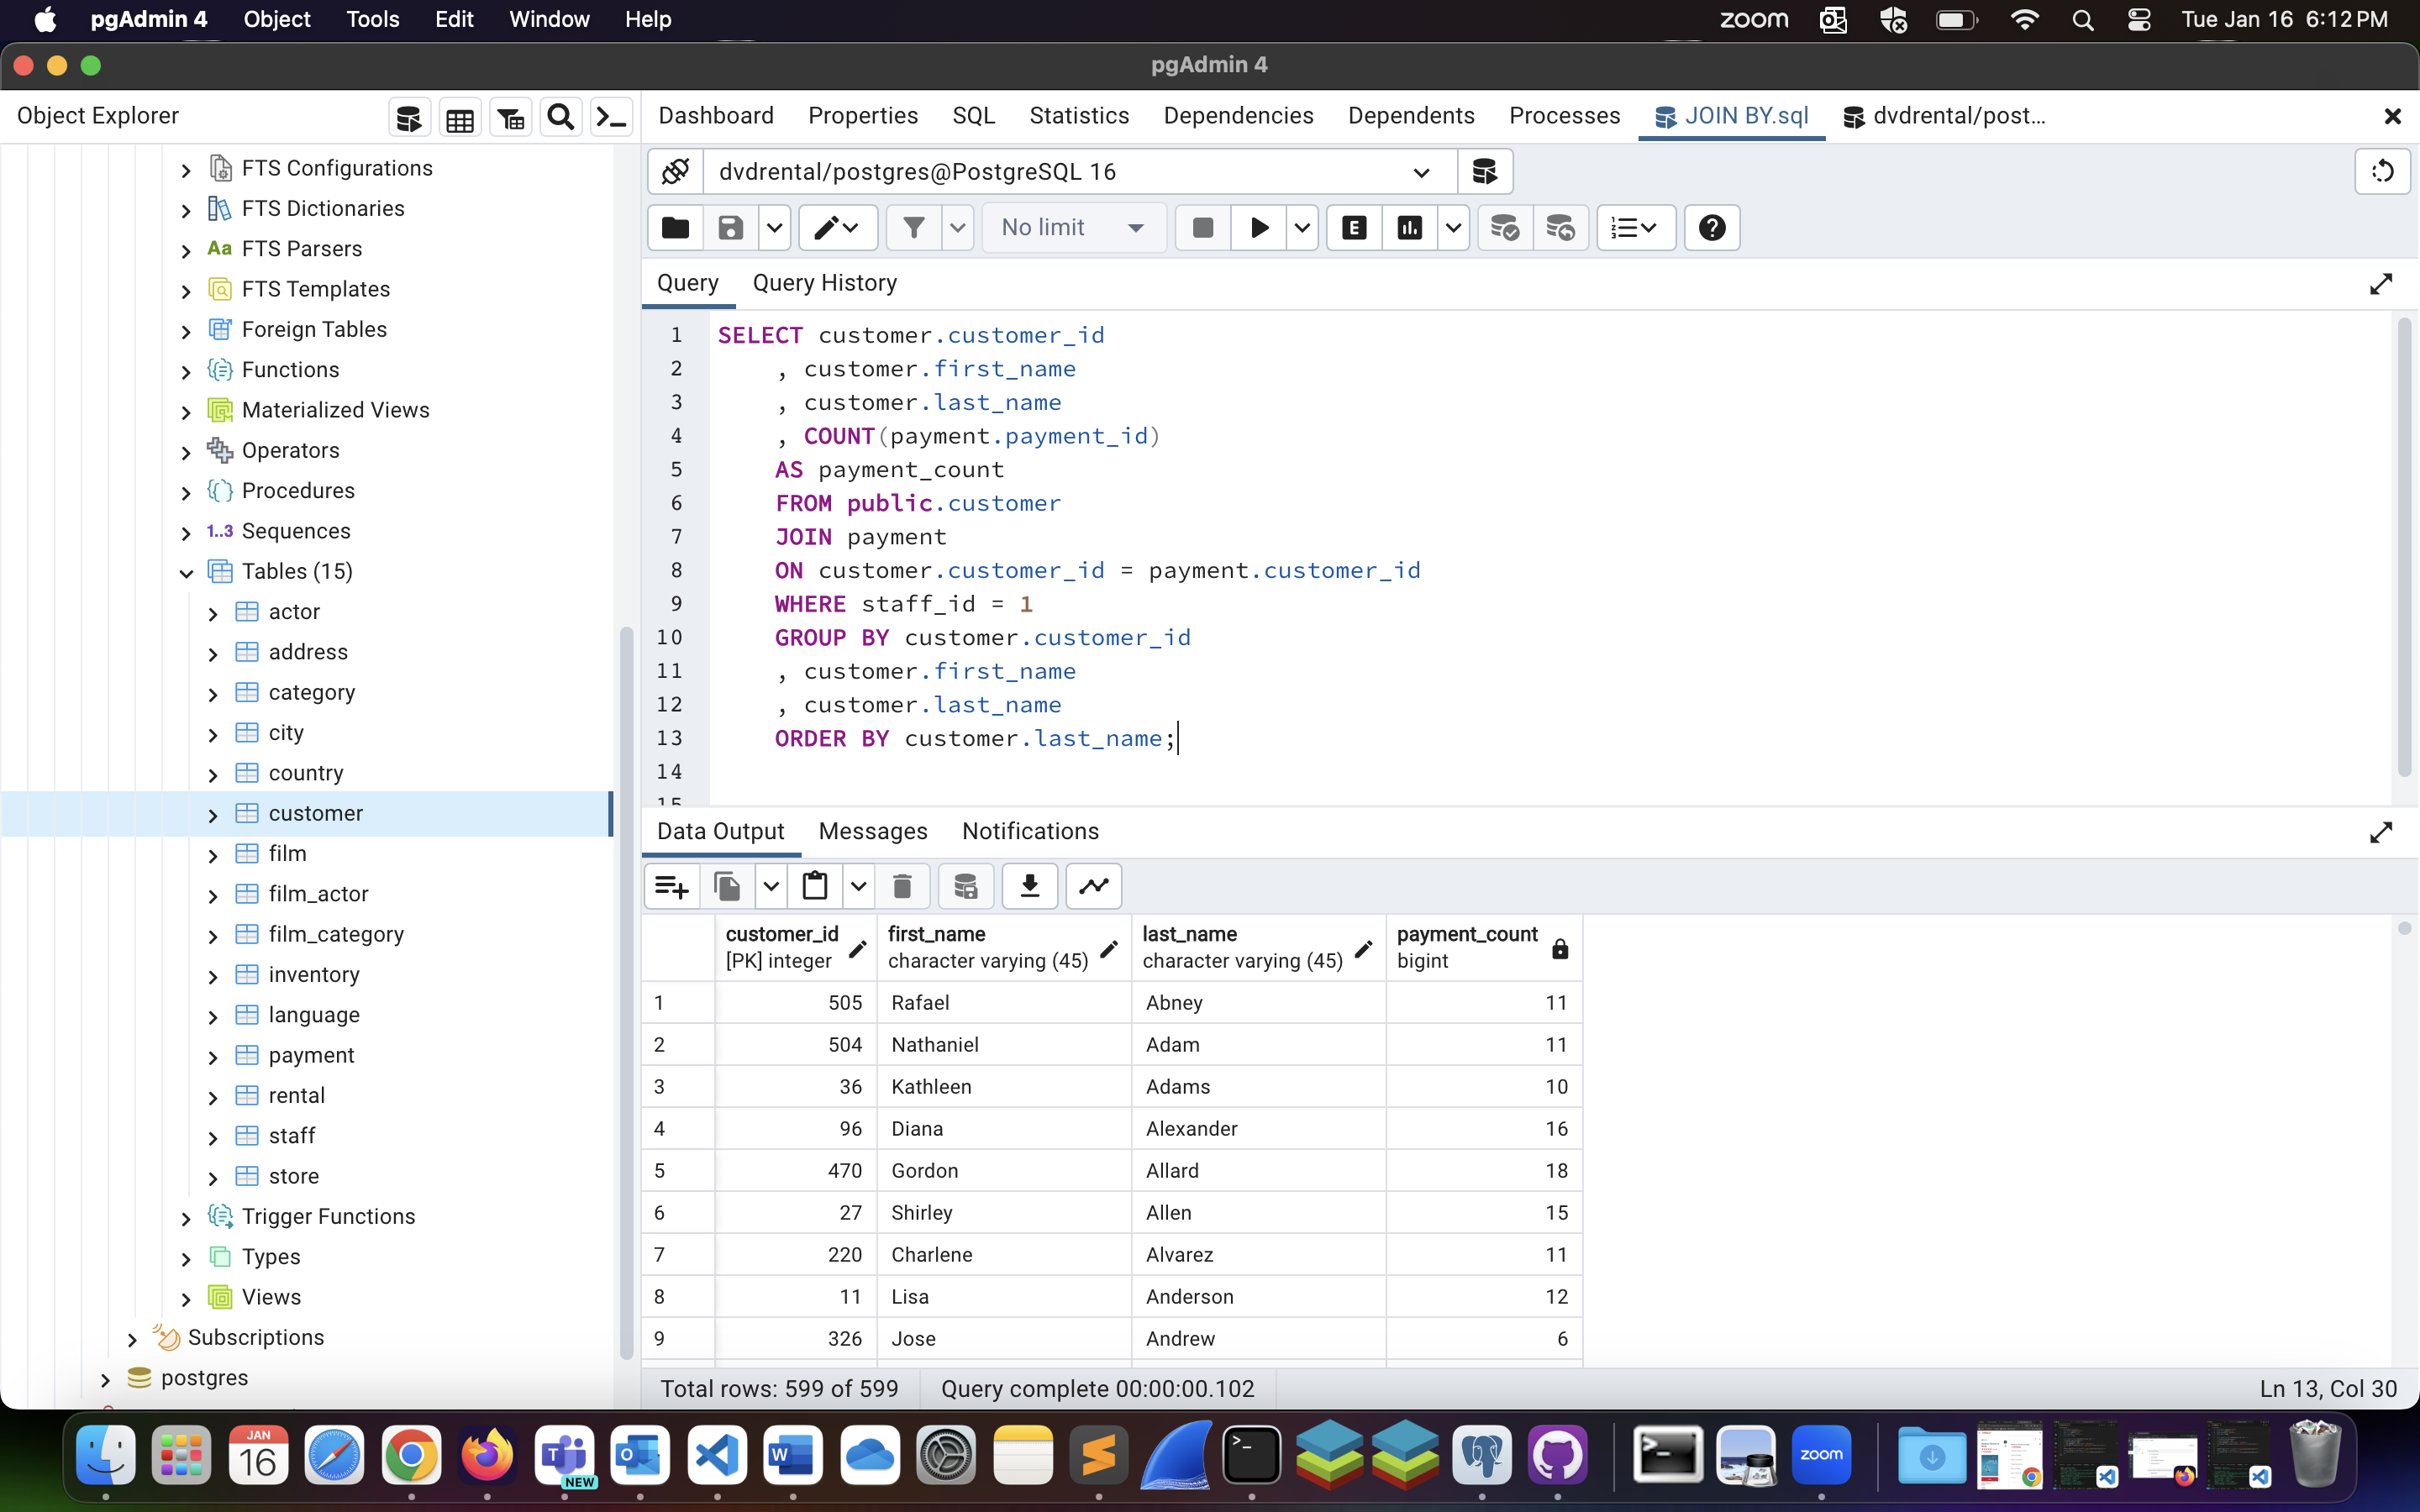 pgAdmin 4 Object Tools Edit Window Help zoom Tue Jan 16 6:12 PM
pgAdmin 4
Object Explorer
FTS Configurations
FTS Dictionaries
Aa FTS Parsers
FTS Templates
Foreign Tables
Functions
Materialized Views
Operators
Procedures
1..3 Sequences
Tables (15)
actor
address
category
city
country
customer
film
film_actor
film_category
inventory
language
payment
rental
staff
store
Trigger Functions
Types
Views
Subscriptions
postgres
Dashboard Properties SQL Statistics Dependencies Dependents Processes JOIN BY.sql dvdrental/post...
dvdrental/postgres@PostgreSQL 16
No limit E
Query Query History
1 SELECT customer.customer_id
2 , customer.first_name
3 , customer.last_name
4 , COUNT(payment.payment_id)
5 AS payment_count
6 FROM public.customer
7 JOIN payment
8 ON customer.customer_id = payment.customer_id
9 WHERE staff_id = 1
10 GROUP BY customer.customer_id
11 , customer.first_name
12 , customer.last_name
13 ORDER BY customer.last_name;
14
15
Data Output Messages Notifications
customer_id first_name last_name payment_count
[PK] integer character varying (45) character varying (45) bigint
1 505 Rafael Abney 11
2 504 Nathaniel Adam 11
3 36 Kathleen Adams 10
4 96 Diana Alexander 16
5 470 Gordon Allard 18
6 27 Shirley Allen 15
7 220 Charlene Alvarez 11
8 11 Lisa Anderson 12
9 326 Jose Andrew 6
Total rows: 599 of 599 Query complete 00:00:00.102 Ln 13, Col 30
JAN
16
NEW
zoom